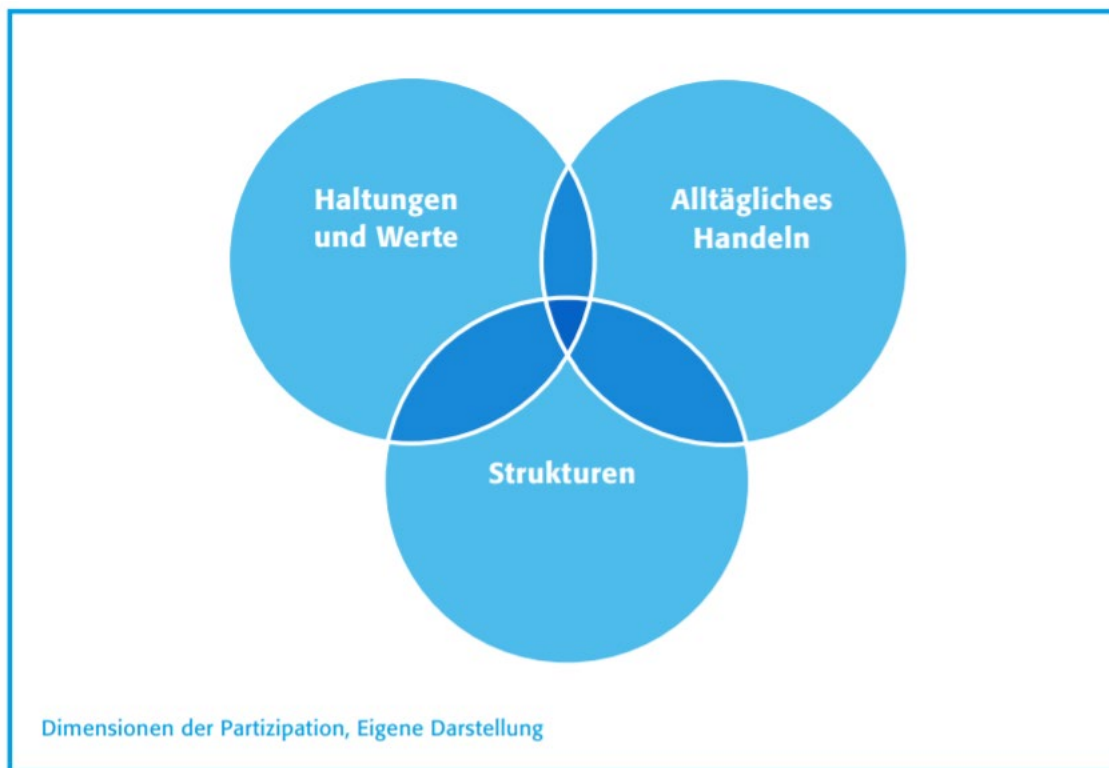 Haltungen
und Werte
Alltägliches
Handeln
Strukturen
Dimensionen der Partizipation, Eigene Darstellung